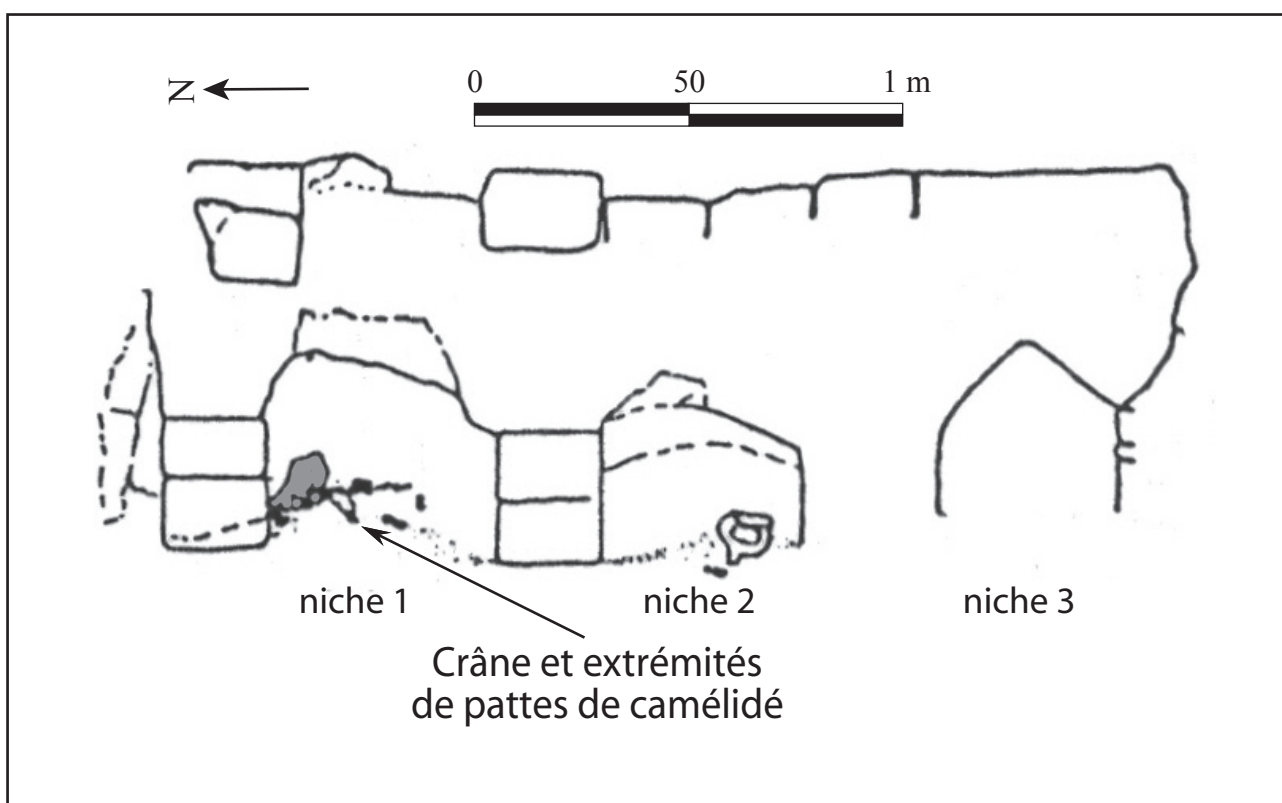 N
0 50 1 m
niche 1 niche 2 niche 3
Crâne et extrémités
de pattes de camélidé